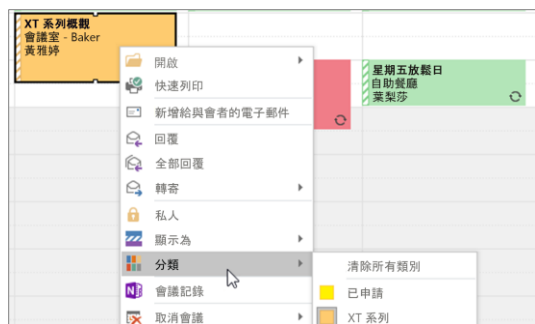 XT 系列概觀
會議室 - Baker
黃雅婷
星期五放鬆日
自助餐廳
葉梨莎
開啟
快速列印
新增給與會者的電子郵件
回覆
全部回覆
轉寄
私人
顯示為
分類
會議記錄
取消會議
清除所有類別
已申請
XT 系列